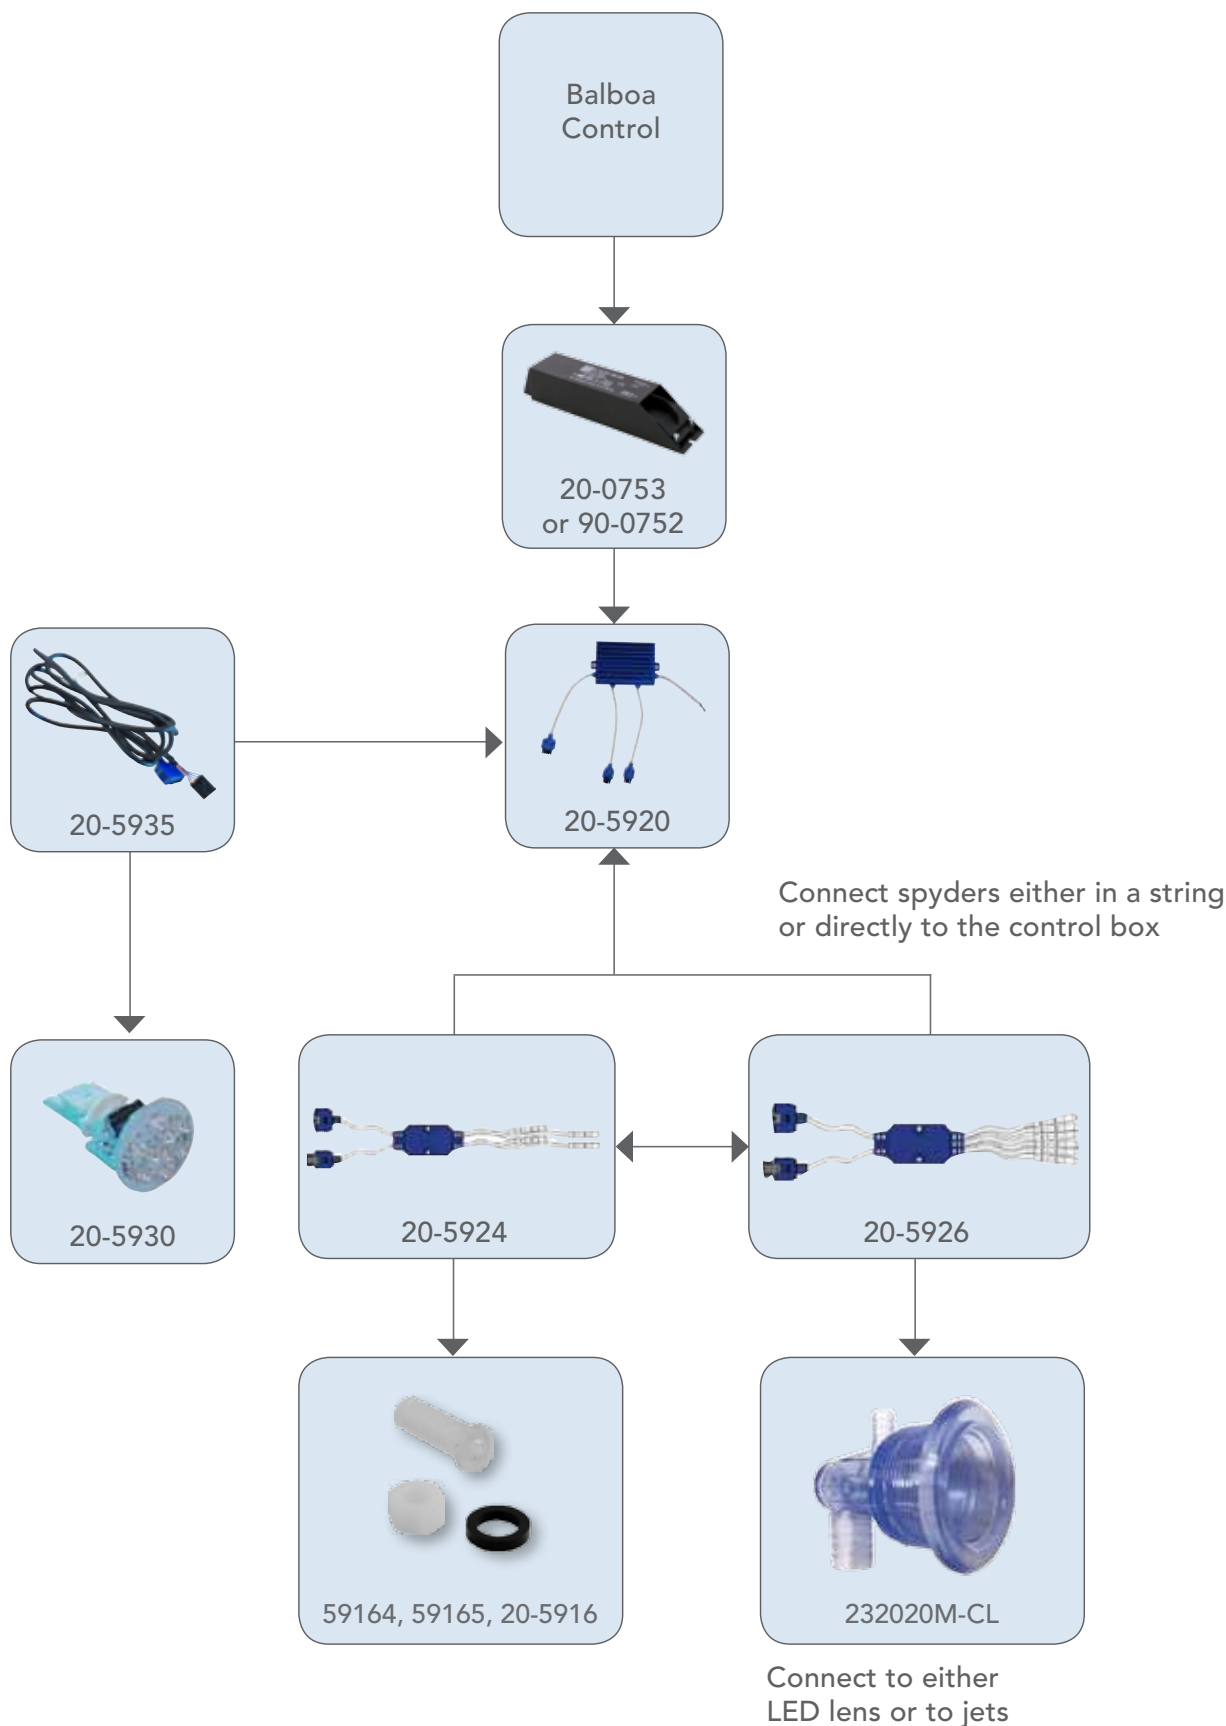 Balboa
Control
20-0753
or 90-0752
20-5935
20-5920
Connect spyders either in a string
or directly to the control box
20-5930
20-5924
20-5926
59164, 59165, 20-5916
232020M-CL
Connect to either
LED lens or to jets